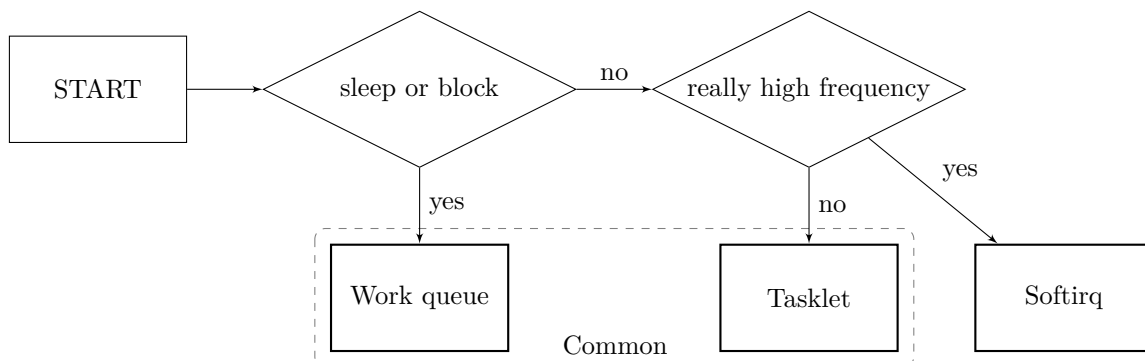 START
sleep or block
no
really high frequency
yes
no
yes
Work queue
Tasklet
Softirq
Common